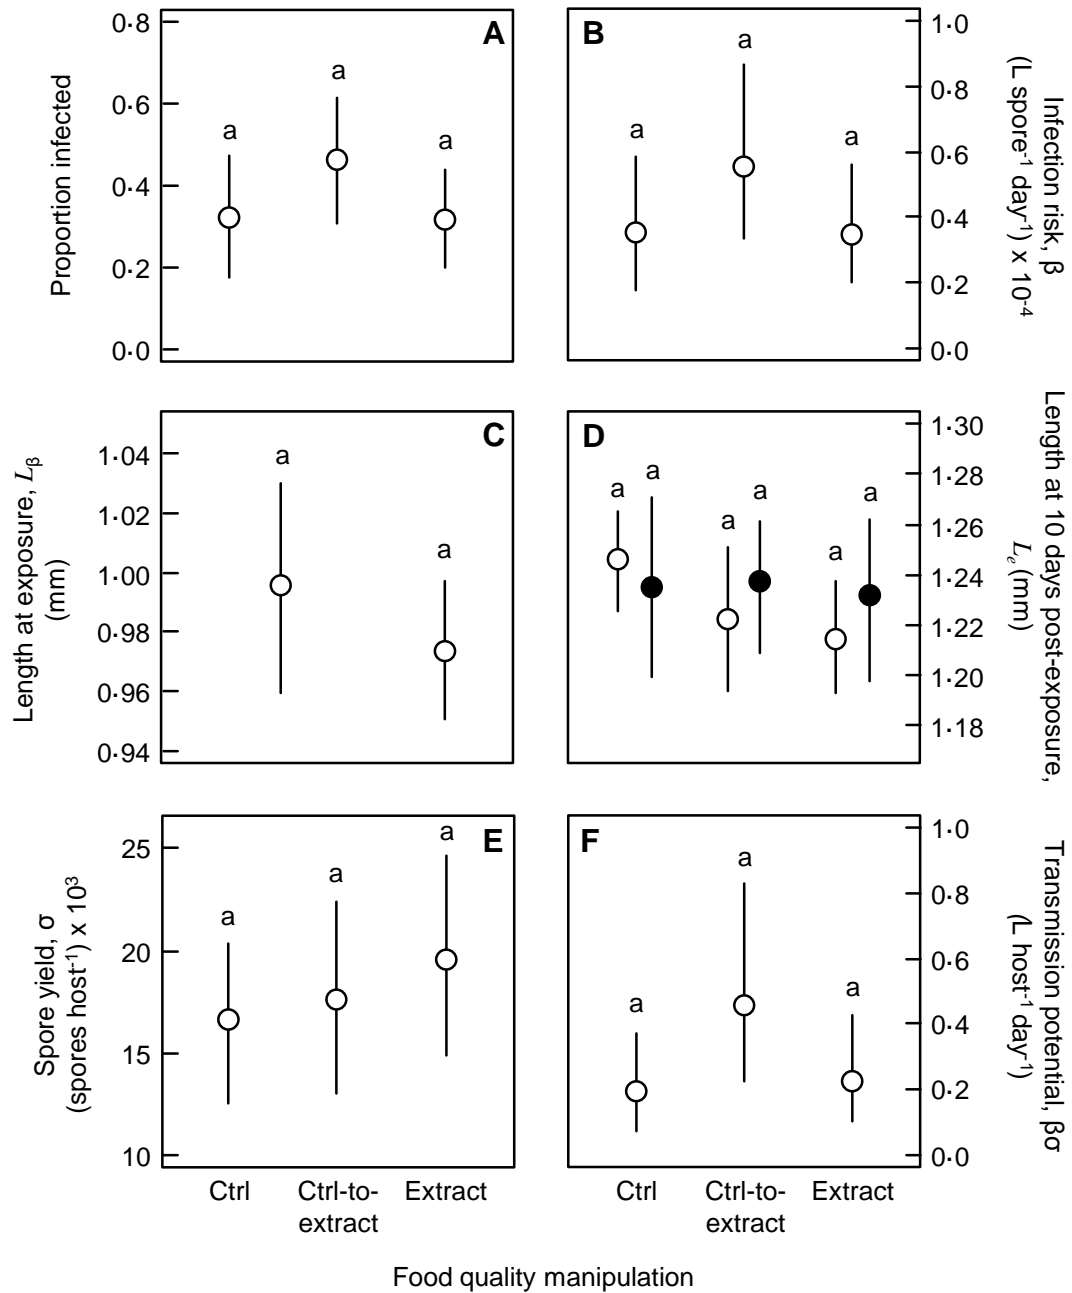 A
Proportion infected
0·8
0·6
0·4
0·2
0·0
a
a
a
B
a
a
a
1·0
0·8
0·6
0·4
0·2
0·0
Infection risk, β
(L spore⁻¹ day⁻¹) x 10⁻⁴
C
Length at exposure, Lᵦ
(mm)
1·04
1·02
1·00
0·98
0·96
0·94
a
a
D
a
a
a
a
a
a
1·30
1·28
1·26
1·24
1·22
1·20
1·18
Length at 10 days post-exposure,
Lₑ (mm)
E
Spore yield, σ
(spores host⁻¹) x 10³
25
20
15
10
a
a
a
F
a
a
a
1·0
0·8
0·6
0·4
0·2
0·0
Transmission potential, βσ
(L host⁻¹ day⁻¹)
Ctrl
Ctrl-to-
extract
Extract
Ctrl
Ctrl-to-
extract
Extract
Food quality manipulation